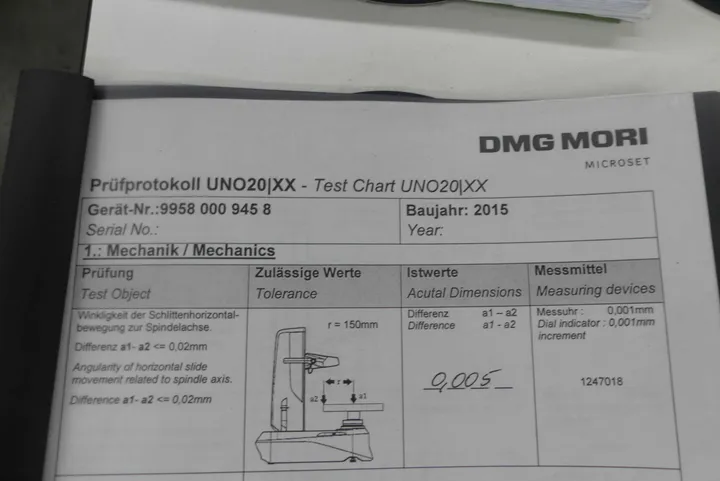 DMG MORI
MICROSET
Prüfprotokoll UNO20|XX - Test Chart UNO20|XX
Gerät-Nr.:9958 000 945 8
Serial No.:
Baujahr: 2015
Year:
1.: Mechanik / Mechanics
Prüfung
Test Object
Zulässige Werte
Tolerance
Istwerte
Acutal Dimensions
Messmittel
Measuring devices
Winkligkeit der Schlittenhorizontal-
bewegung zur Spindelachse.
Differenz a1- a2 <= 0,02mm
Angularity of horizontal slide
movement related to spindle axis.
Difference a1- a2 <= 0,02mm
r = 150mm
r
a2
a1
Differenz a1 – a2
Difference a1 - a2
0,005
Messuhr : 0,001mm
Dial indicator : 0,001mm
increment
1247018